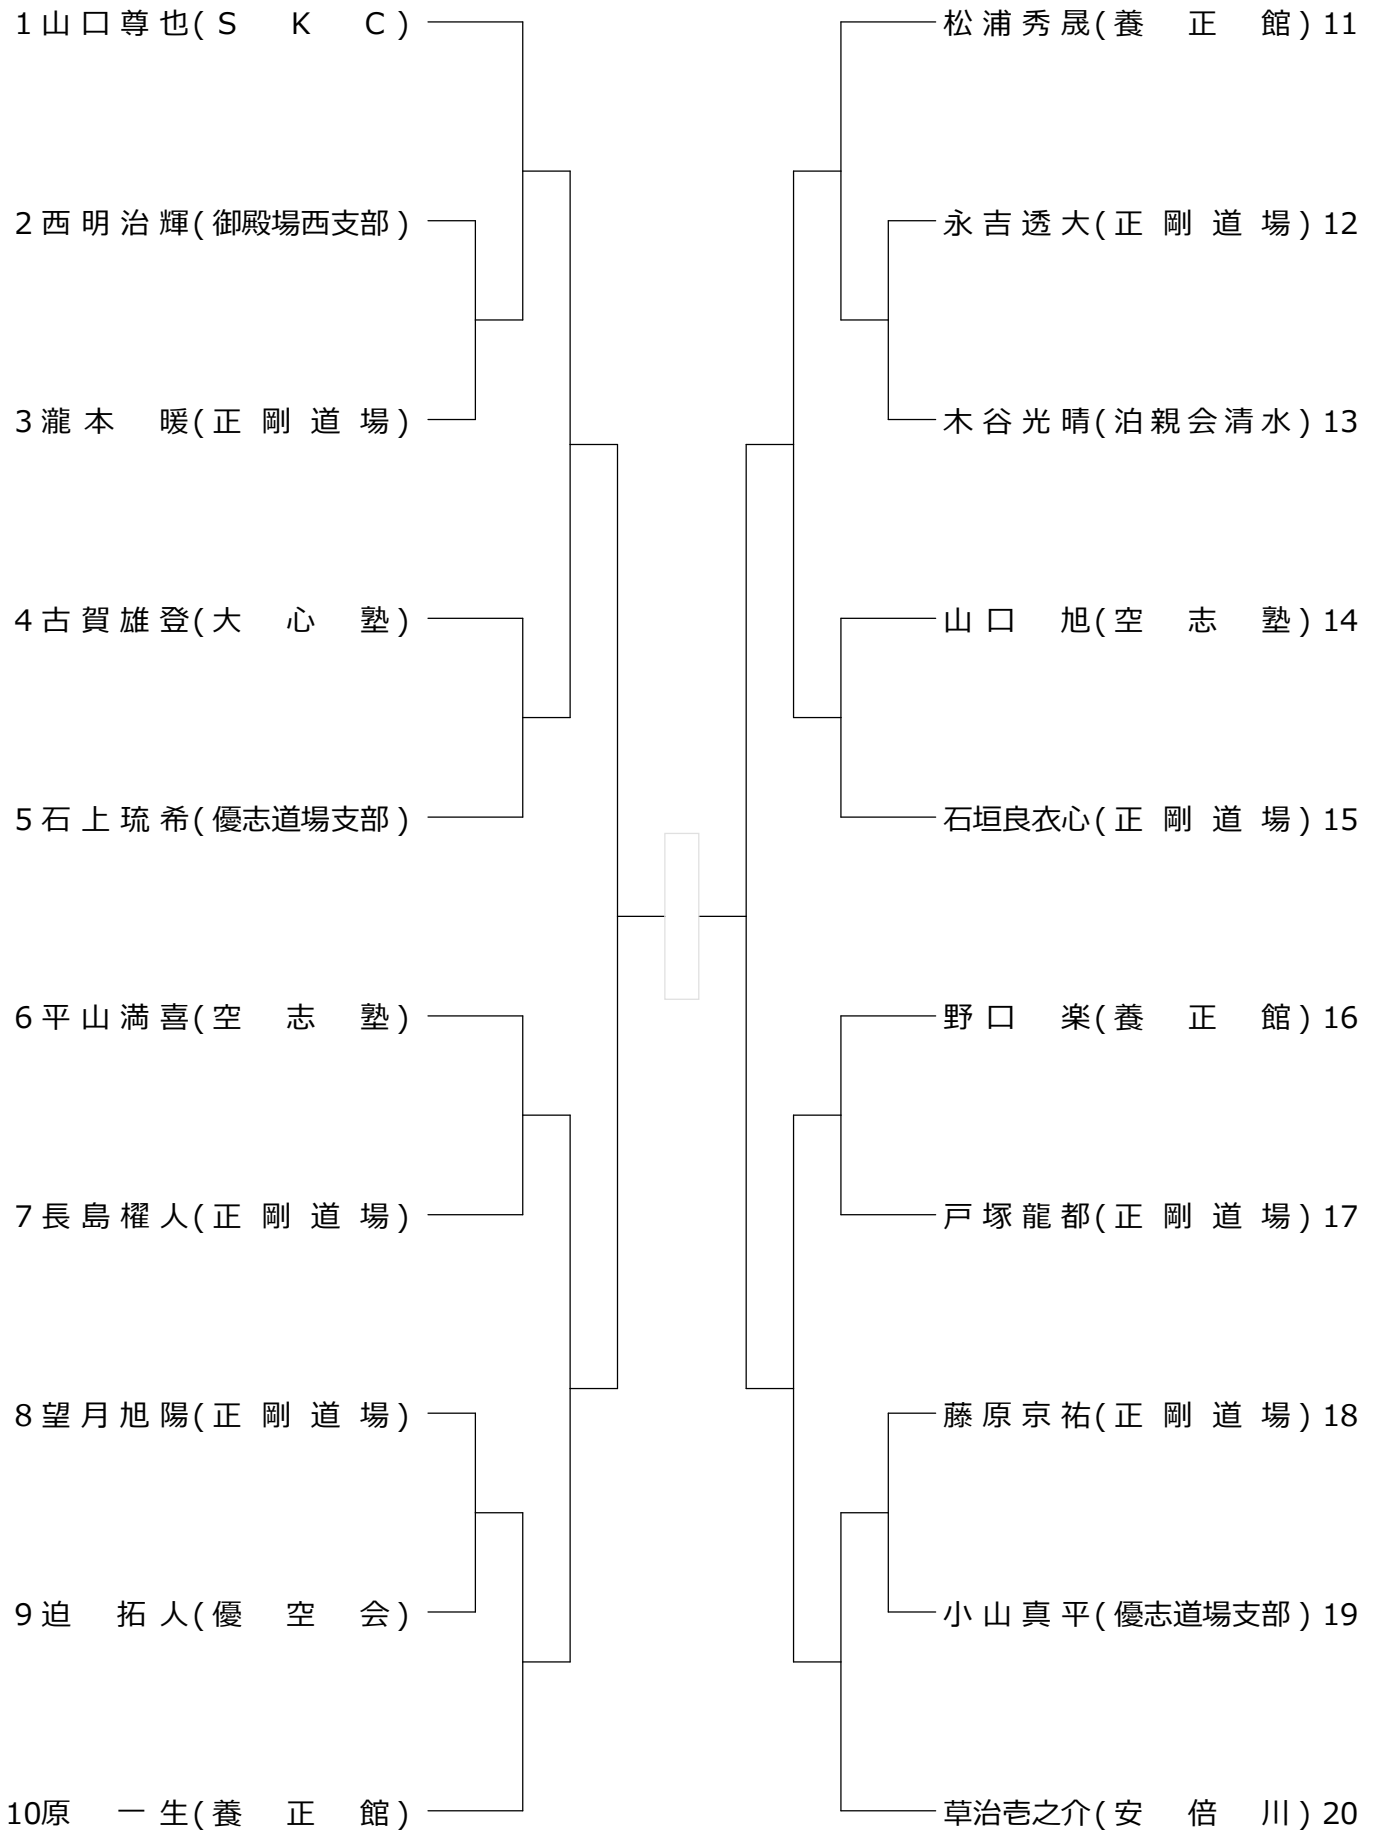 1 山口尊也(SKC)
2 西明治輝(御殿場西支部)
3 瀧本 暖(正剛道場)
4 古賀雄登(大心塾)
5 石上琉希(優志道場支部)
6 平山満喜(空志塾)
7 長島櫂人(正剛道場)
8 望月旭陽(正剛道場)
9 迫 拓人(優空会)
10 原 一生(養正館)
松浦秀晟(養正館) 11
永吉透大(正剛道場) 12
木谷光晴(泊親会清水) 13
山口 旭(空志塾) 14
石垣良衣心(正剛道場) 15
野口 楽(養正館) 16
戸塚龍都(正剛道場) 17
藤原京祐(正剛道場) 18
小山真平(優志道場支部) 19
草治壱之介(安倍川) 20